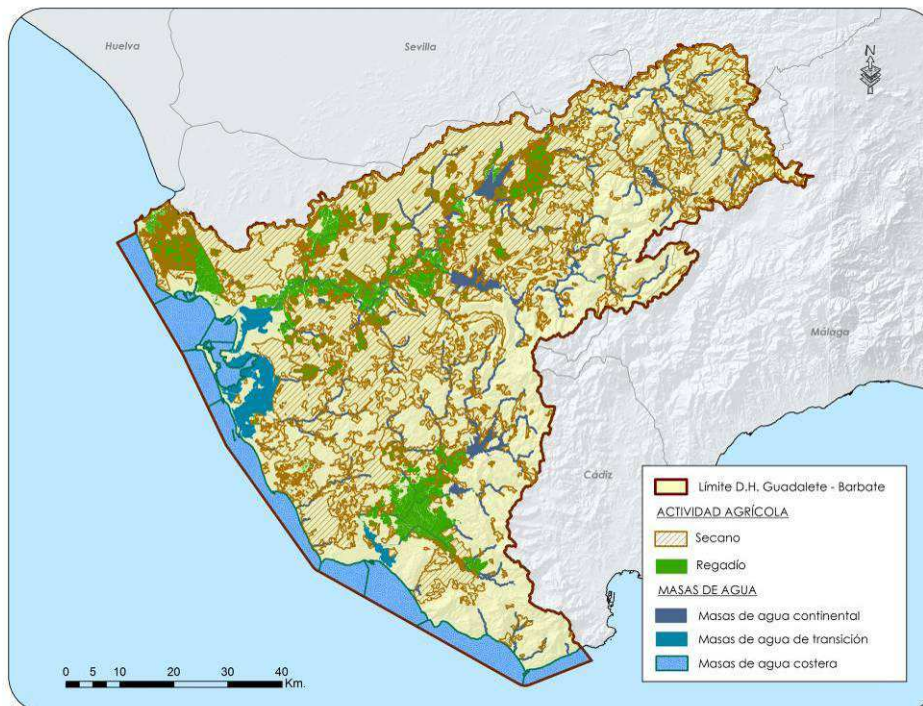 Huelva
Sevilla
N
Málaga
Cádiz
Límite D.H. Guadalete - Barbate
ACTIVIDAD AGRÍCOLA
Secano
Regadío
MASAS DE AGUA
Masas de agua continental
Masas de agua de transición
Masas de agua costera
0 5 10 20 30 40
Km.